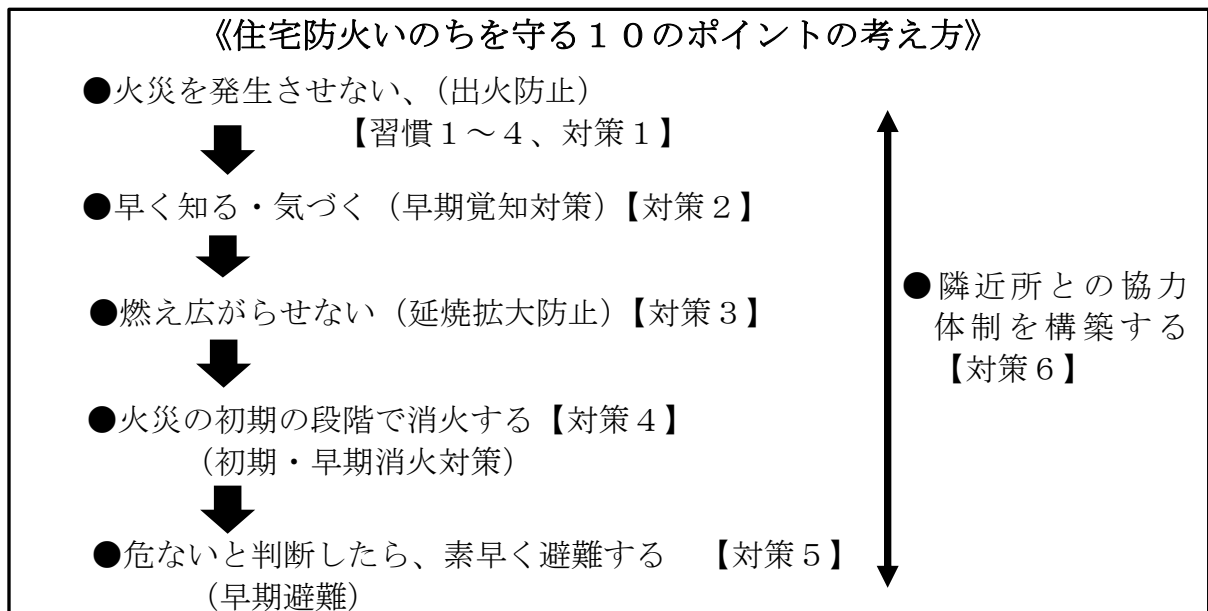 《住宅防火いのちを守る１０のポイントの考え方》
●火災を発生させない、（出火防止）
【習慣１～４、対策１】
●早く知る・気づく（早期覚知対策）【対策２】
●燃え広がらせない（延焼拡大防止）【対策３】
●火災の初期の段階で消火する【対策４】
（初期・早期消火対策）
●危ないと判断したら、素早く避難する　【対策５】
（早期避難）
●隣近所との協力
体制を構築する
【対策６】